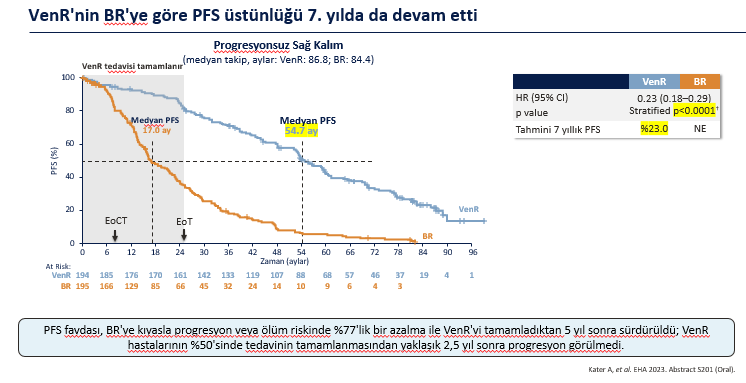 VenR'nin BR'ye göre PFS üstünlüğü 7. yılda da devam etti
Progresyonsuz Sağ Kalım
(medyan takip, aylar: VenR: 86.8; BR: 84.4)
VenR tedavisi tamamlanır
100
80
60
40
20
0
PFS (%)
Medyan PFS
17.0 ay
Medyan PFS
54.7 ay
EoCT
EoT
VenR
BR
0 6 12 18 24 30 36 42 48 54 60 66 72 78 84 90 96
Zaman (aylar)
At Risk:
VenR 194 185 176 170 161 142 133 119 107 88 68 57 46 37 19 4 1
BR 195 166 129 85 66 45 32 24 14 10 9 6 4 3
VenR BR
HR (95% CI) 0.23 (0.18–0.29)
p value Stratified p<0.0001†
Tahmini 7 yıllık PFS %23.0 NE
PFS faydası, BR'ye kıyasla progresyon veya ölüm riskinde %77'lik bir azalma ile VenR'yi tamamladıktan 5 yıl sonra sürdürüldü; VenR
hastalarının %50'sinde tedavinin tamamlanmasından yaklaşık 2,5 yıl sonra progresyon görülmedi.
Kater A, et al. EHA 2023. Abstract S201 (Oral).